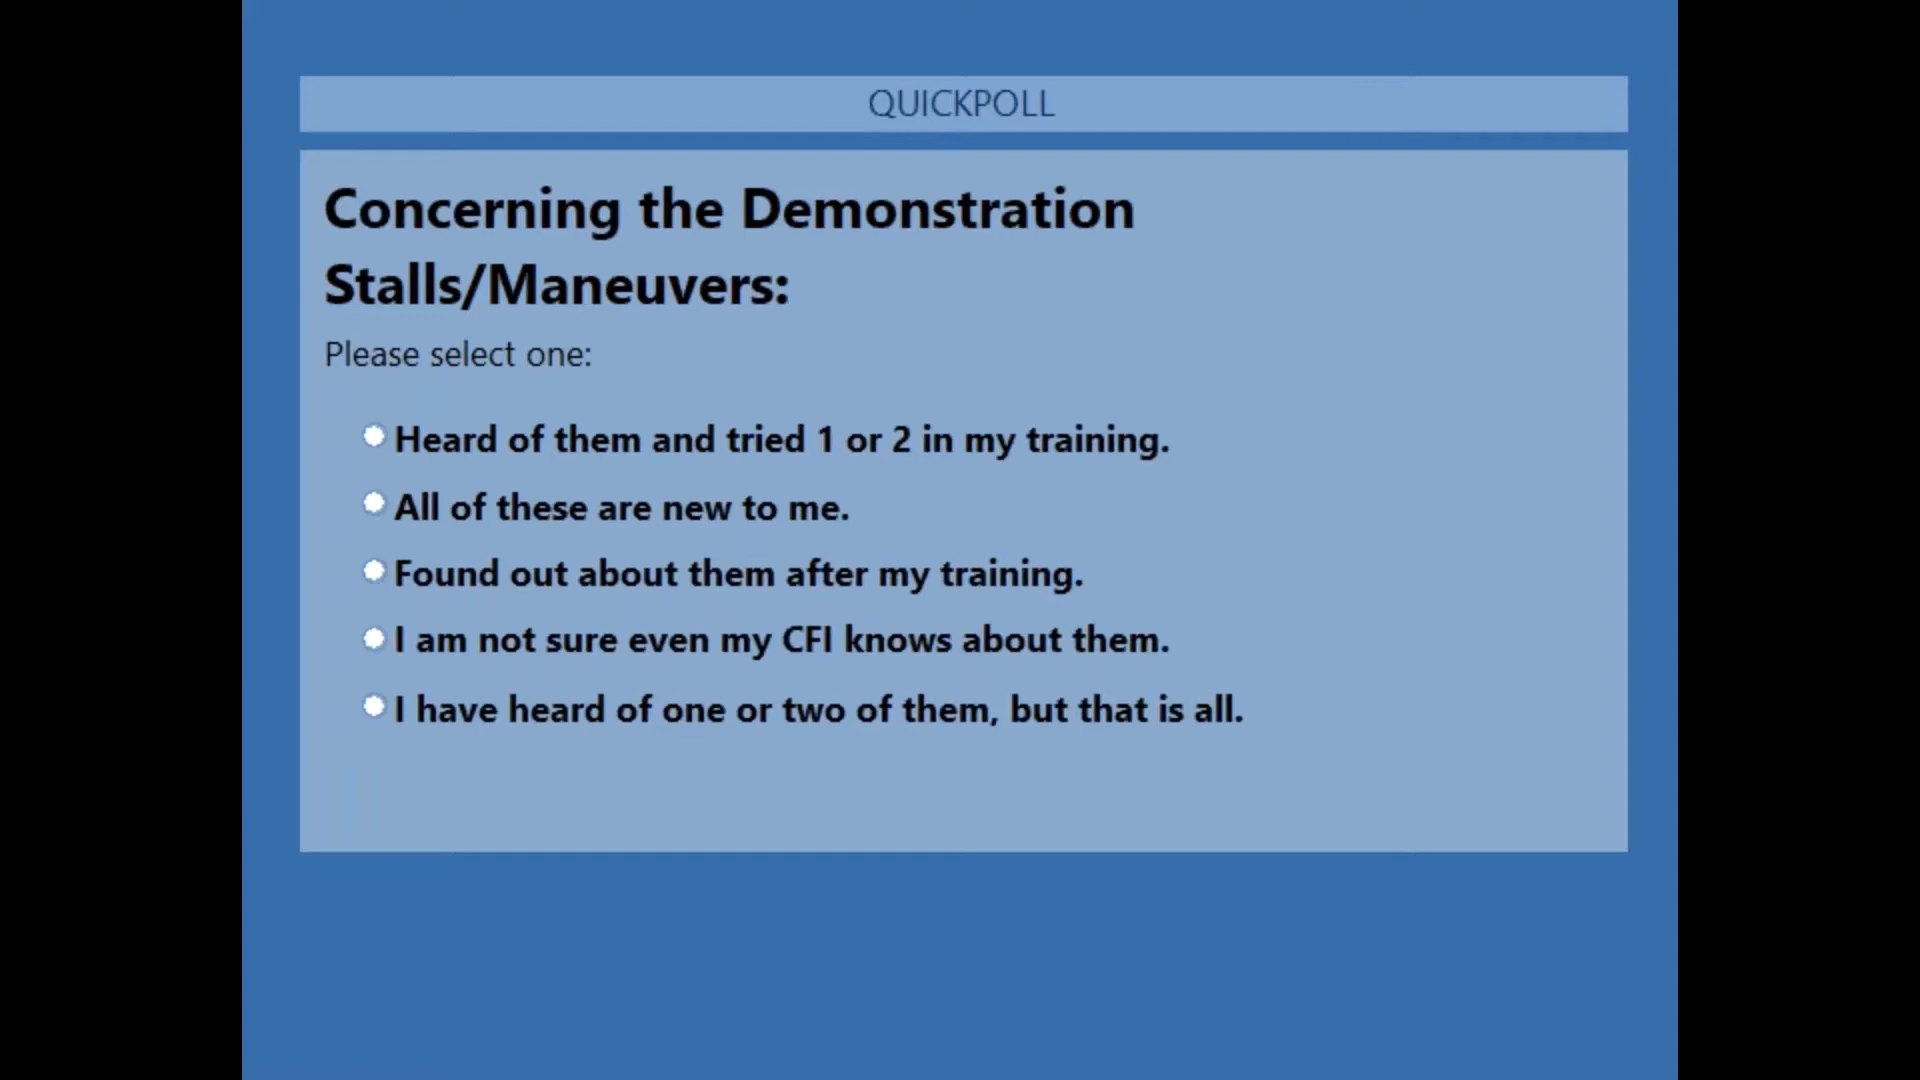 QUICKPOLL
Concerning the Demonstration
Stalls/Maneuvers:
Please select one:
Heard of them and tried 1 or 2 in my training.
All of these are new to me.
Found out about them after my training.
I am not sure even my CFI knows about them.
I have heard of one or two of them, but that is all.